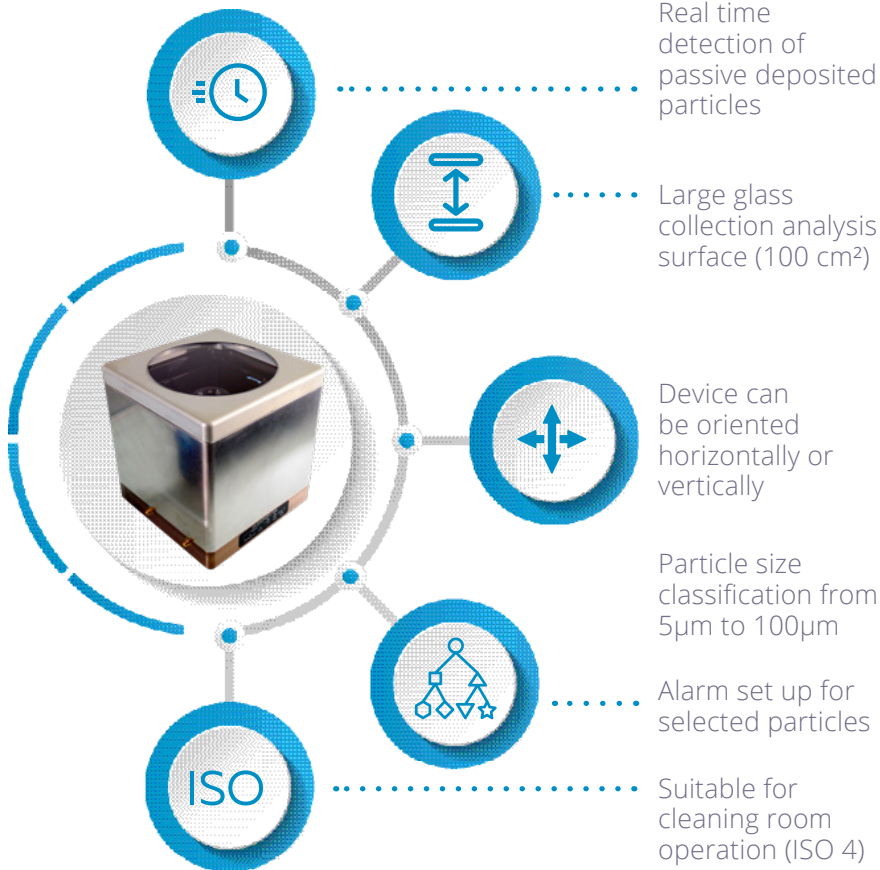 Real time
detection of
passive deposited
particles
Large glass
collection analysis
surface (100 cm²)
Device can
be oriented
horizontally or
vertically
Particle size
classification from
5µm to 100µm
Alarm set up for
selected particles
ISO
Suitable for
cleaning room
operation (ISO 4)